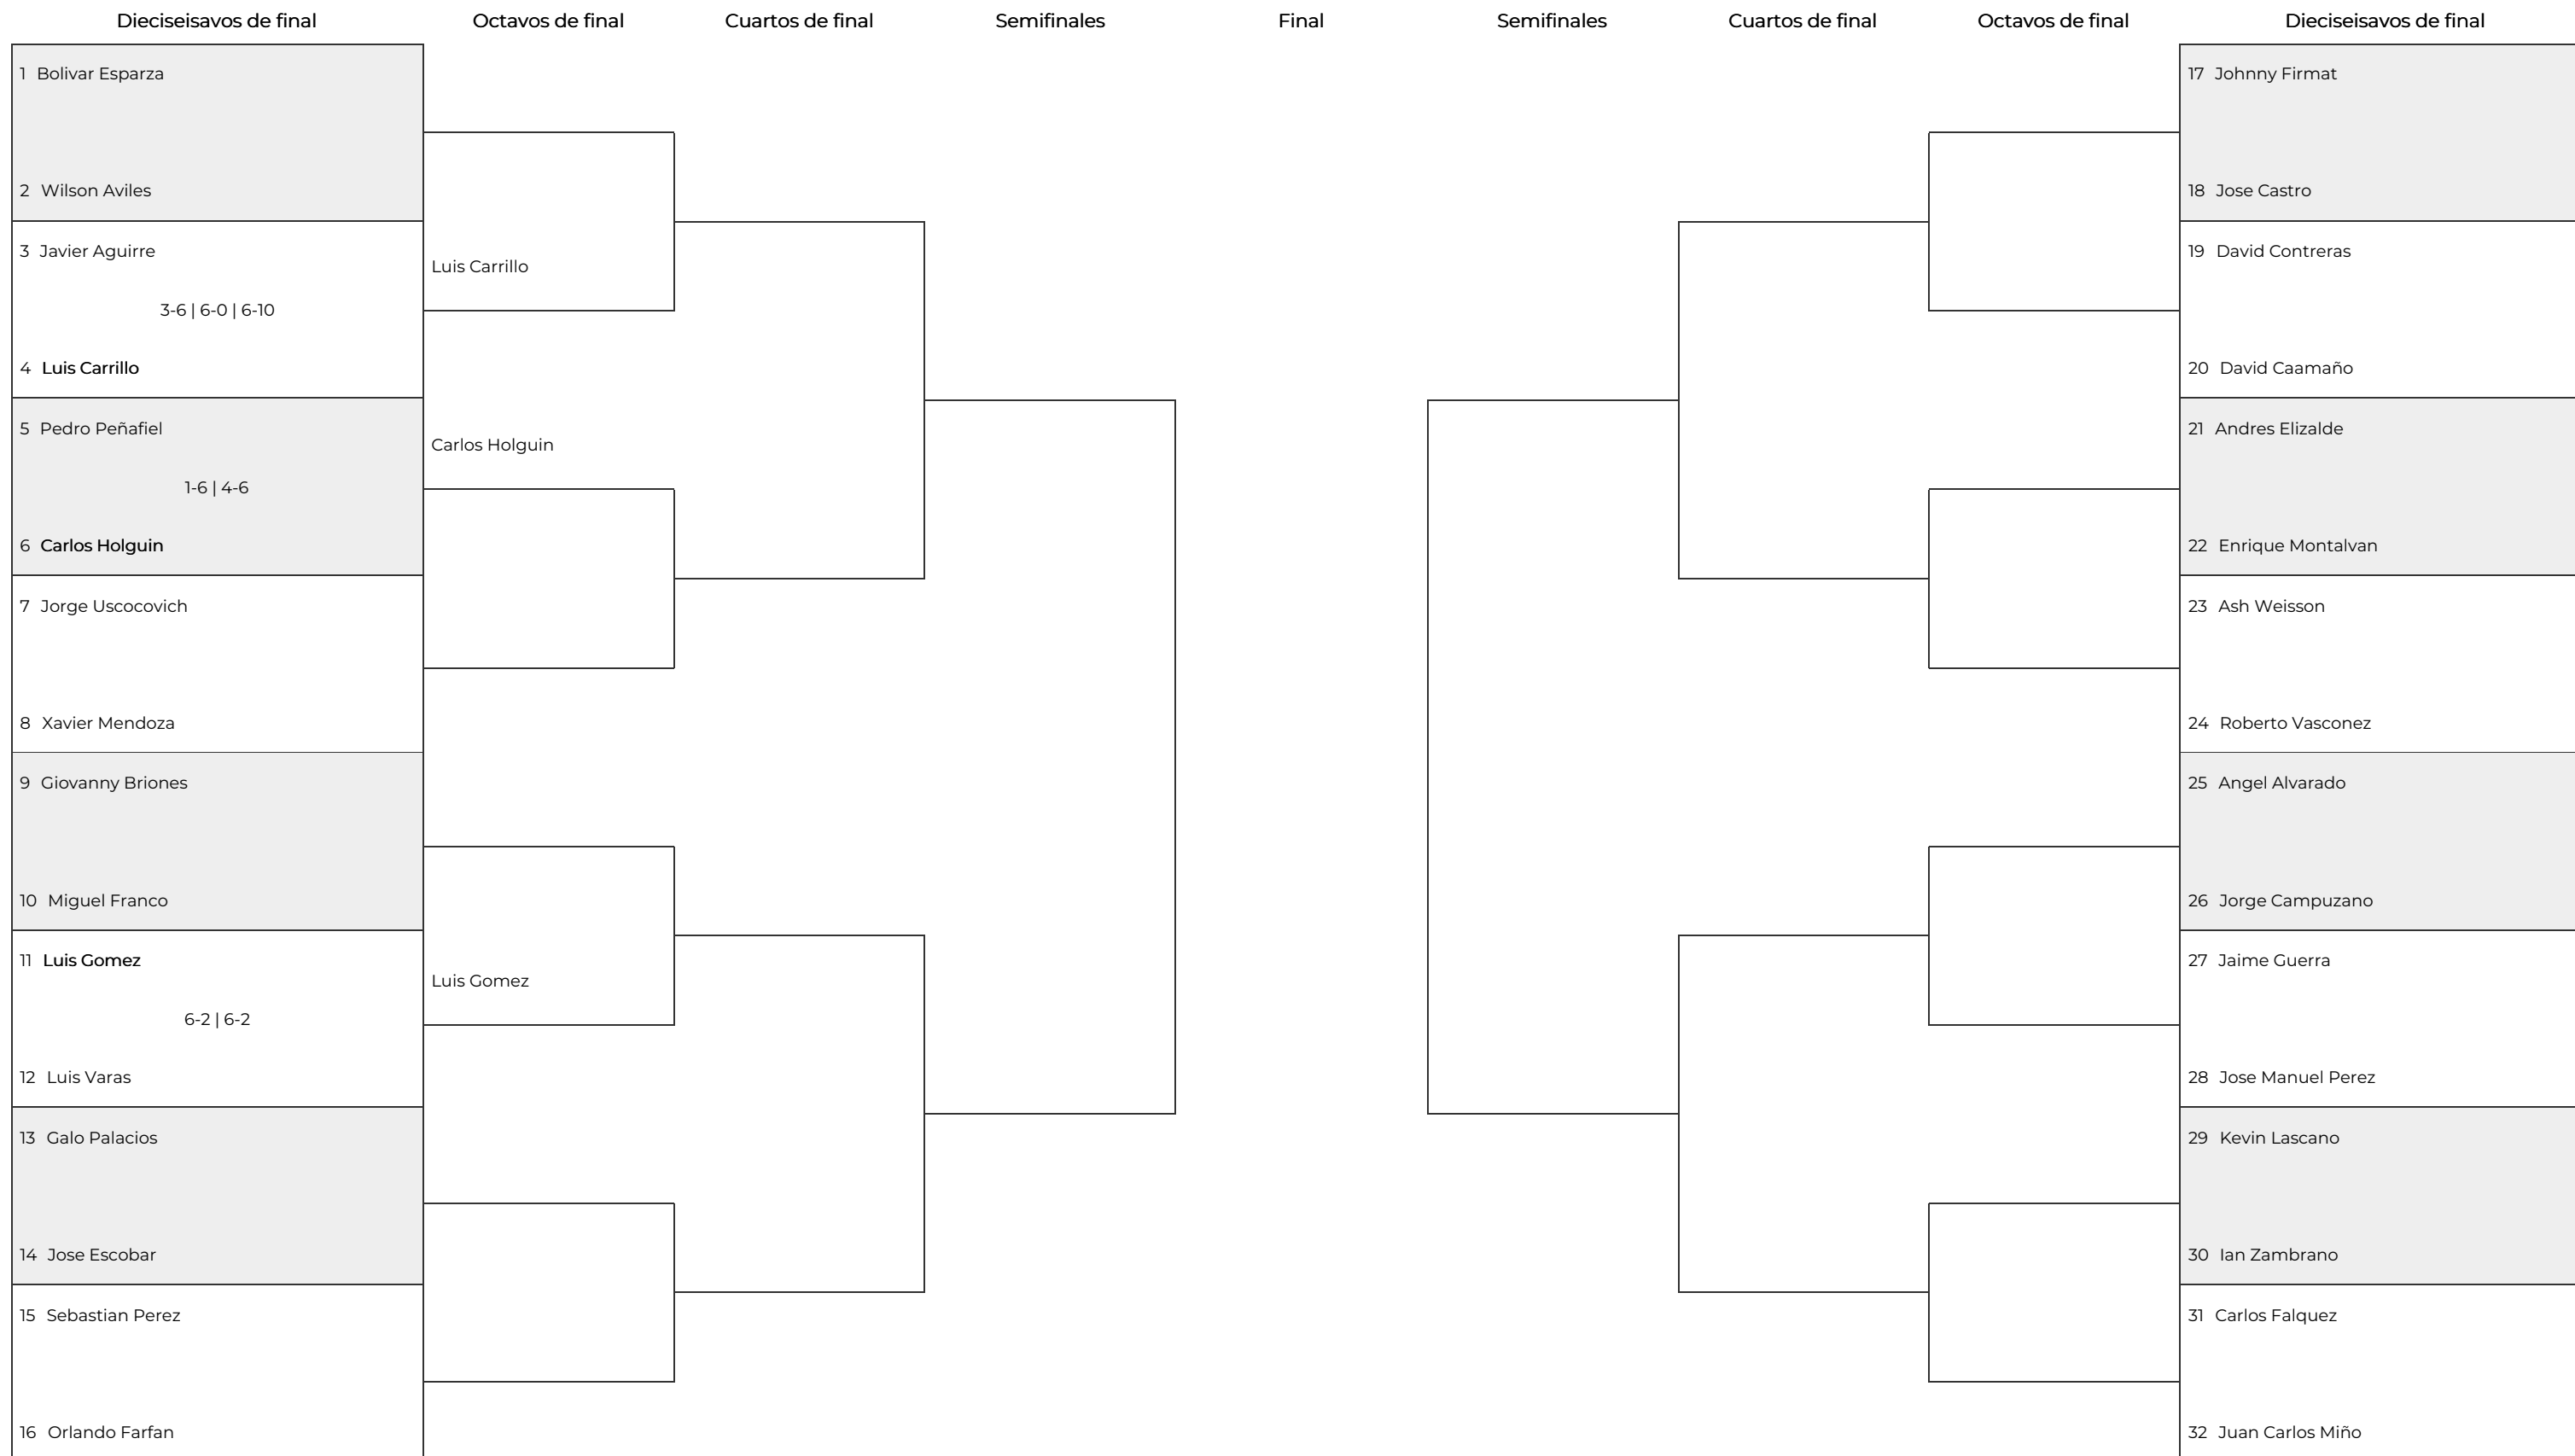 Dieciseisavos de final
Octavos de final
Cuartos de final
Semifinales
Final
Semifinales
Cuartos de final
Octavos de final
Dieciseisavos de final
1 Bolivar Esparza
2 Wilson Aviles
3 Javier Aguirre
3-6 | 6-0 | 6-10
4 Luis Carrillo
5 Pedro Peñafiel
1-6 | 4-6
6 Carlos Holguin
7 Jorge Uscocovich
8 Xavier Mendoza
9 Giovanny Briones
10 Miguel Franco
11 Luis Gomez
6-2 | 6-2
12 Luis Varas
13 Galo Palacios
14 Jose Escobar
15 Sebastian Perez
16 Orlando Farfan
Luis Carrillo
Carlos Holguin
Luis Gomez
17 Johnny Firmat
18 Jose Castro
19 David Contreras
20 David Caamaño
21 Andres Elizalde
22 Enrique Montalvan
23 Ash Weisson
24 Roberto Vasconez
25 Angel Alvarado
26 Jorge Campuzano
27 Jaime Guerra
28 Jose Manuel Perez
29 Kevin Lascano
30 Ian Zambrano
31 Carlos Falquez
32 Juan Carlos Miño